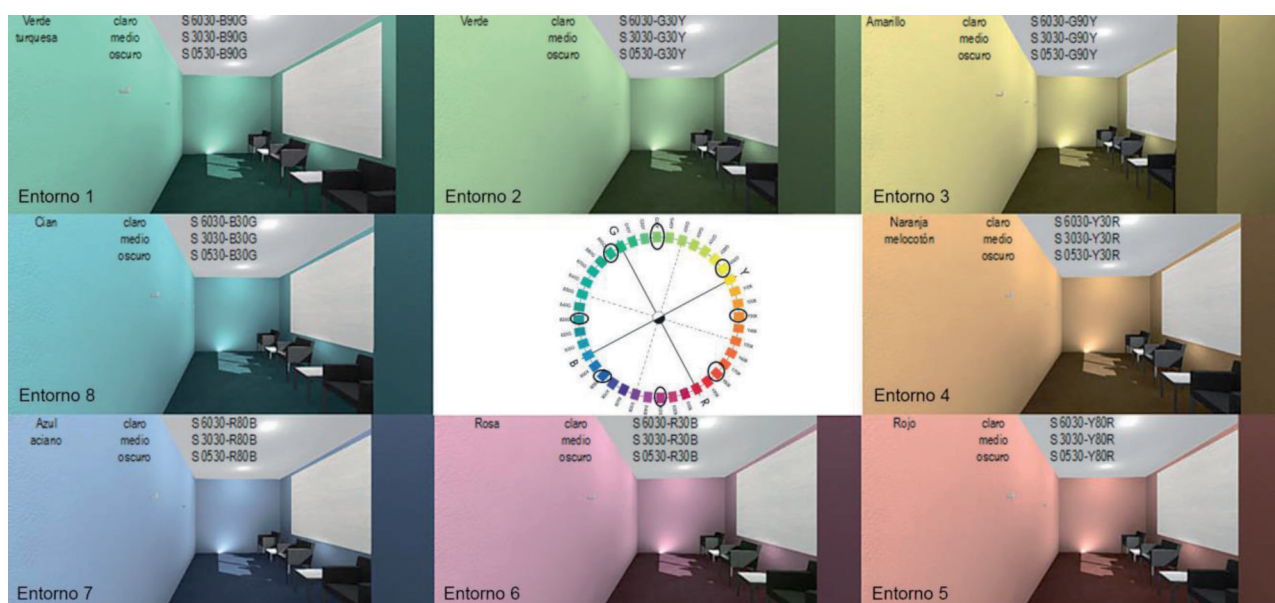 Verde claro S 6030-B90G
turquesa medio S 3030-B90G
oscuro S 0530-B90G
Entorno 1
Verde claro S 6030-G30Y
medio S 3030-G30Y
oscuro S 0530-G30Y
Entorno 2
Amarillo claro S 6030-G90Y
medio S 3030-G90Y
oscuro S 0530-G90Y
Entorno 3
Cian claro S 6030-B30G
medio S 3030-B30G
oscuro S 0530-B30G
Entorno 8
G
Y
B
R
Naranja claro S 6030-Y30R
melocotón medio S 3030-Y30R
oscuro S 0530-Y30R
Entorno 4
Azul claro S 6030-R80B
aciano medio S 3030-R80B
oscuro S 0530-R80B
Entorno 7
Rosa claro S 6030-R30B
medio S 3030-R30B
oscuro S 0530-R30B
Entorno 6
Rojo claro S 6030-Y80R
medio S 3030-Y80R
oscuro S 0530-Y80R
Entorno 5